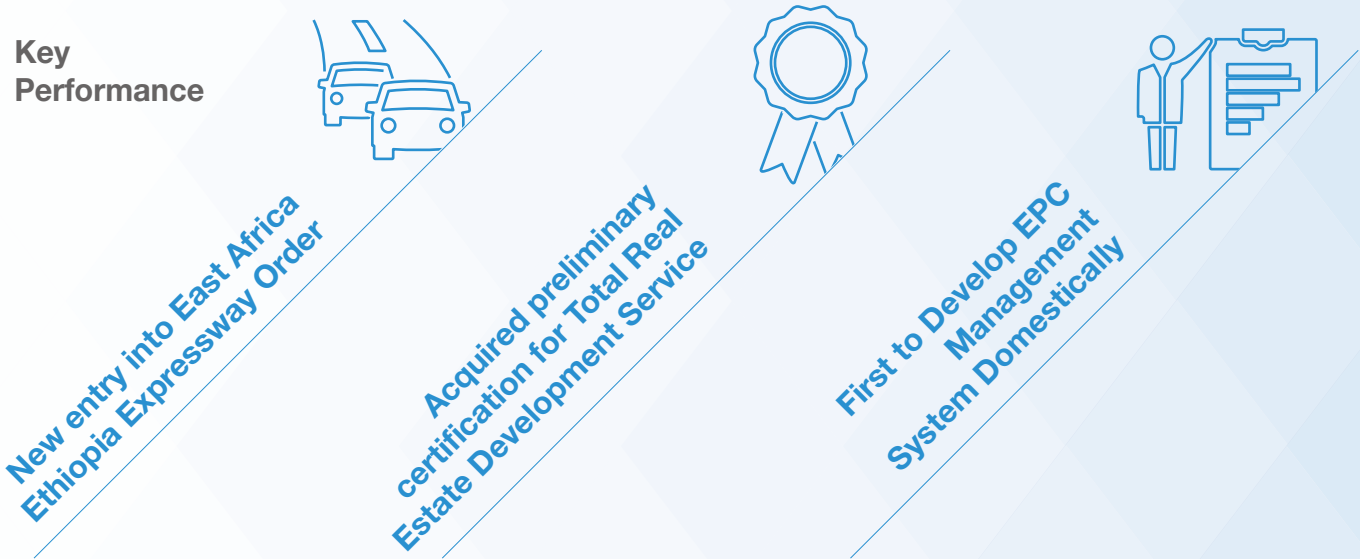 Key
Performance
New entry into East Africa
Ethiopia Expressway Order
Acquired preliminary
certification for Total Real
Estate Development Service
First to Develop EPC
Management
System Domestically